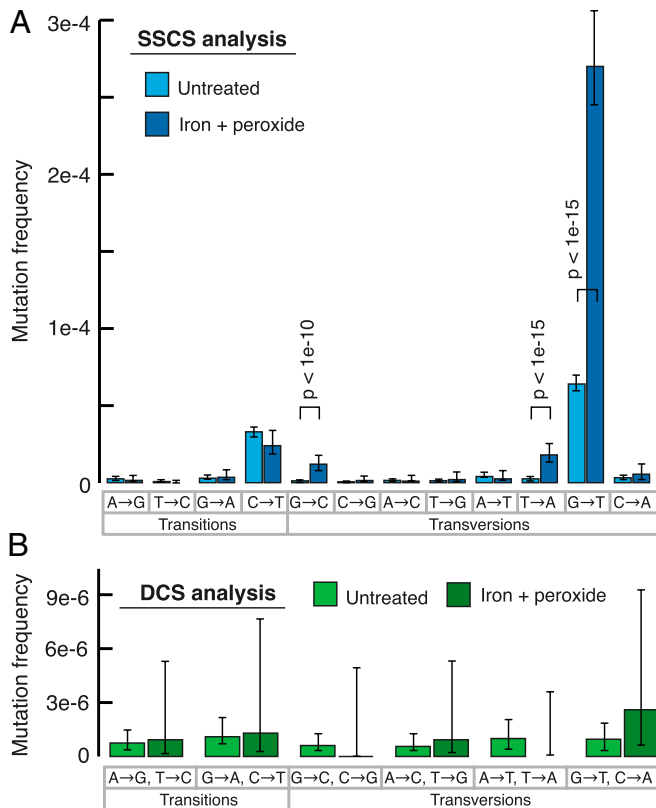 A
SSCS analysis
Untreated
Iron + peroxide
Mutation frequency
3e-4
2e-4
1e-4
0
p < 1e-10
p < 1e-15
p < 1e-15
A→G T→C G→A C→T G→C C→G A→C T→G A→T T→A G→T C→A
Transitions Transversions
B
DCS analysis
Untreated
Iron + peroxide
Mutation frequency
9e-6
6e-6
3e-6
0
A→G, T→C G→A, C→T G→C, C→G A→C, T→G A→T, T→A G→T, C→A
Transitions Transversions